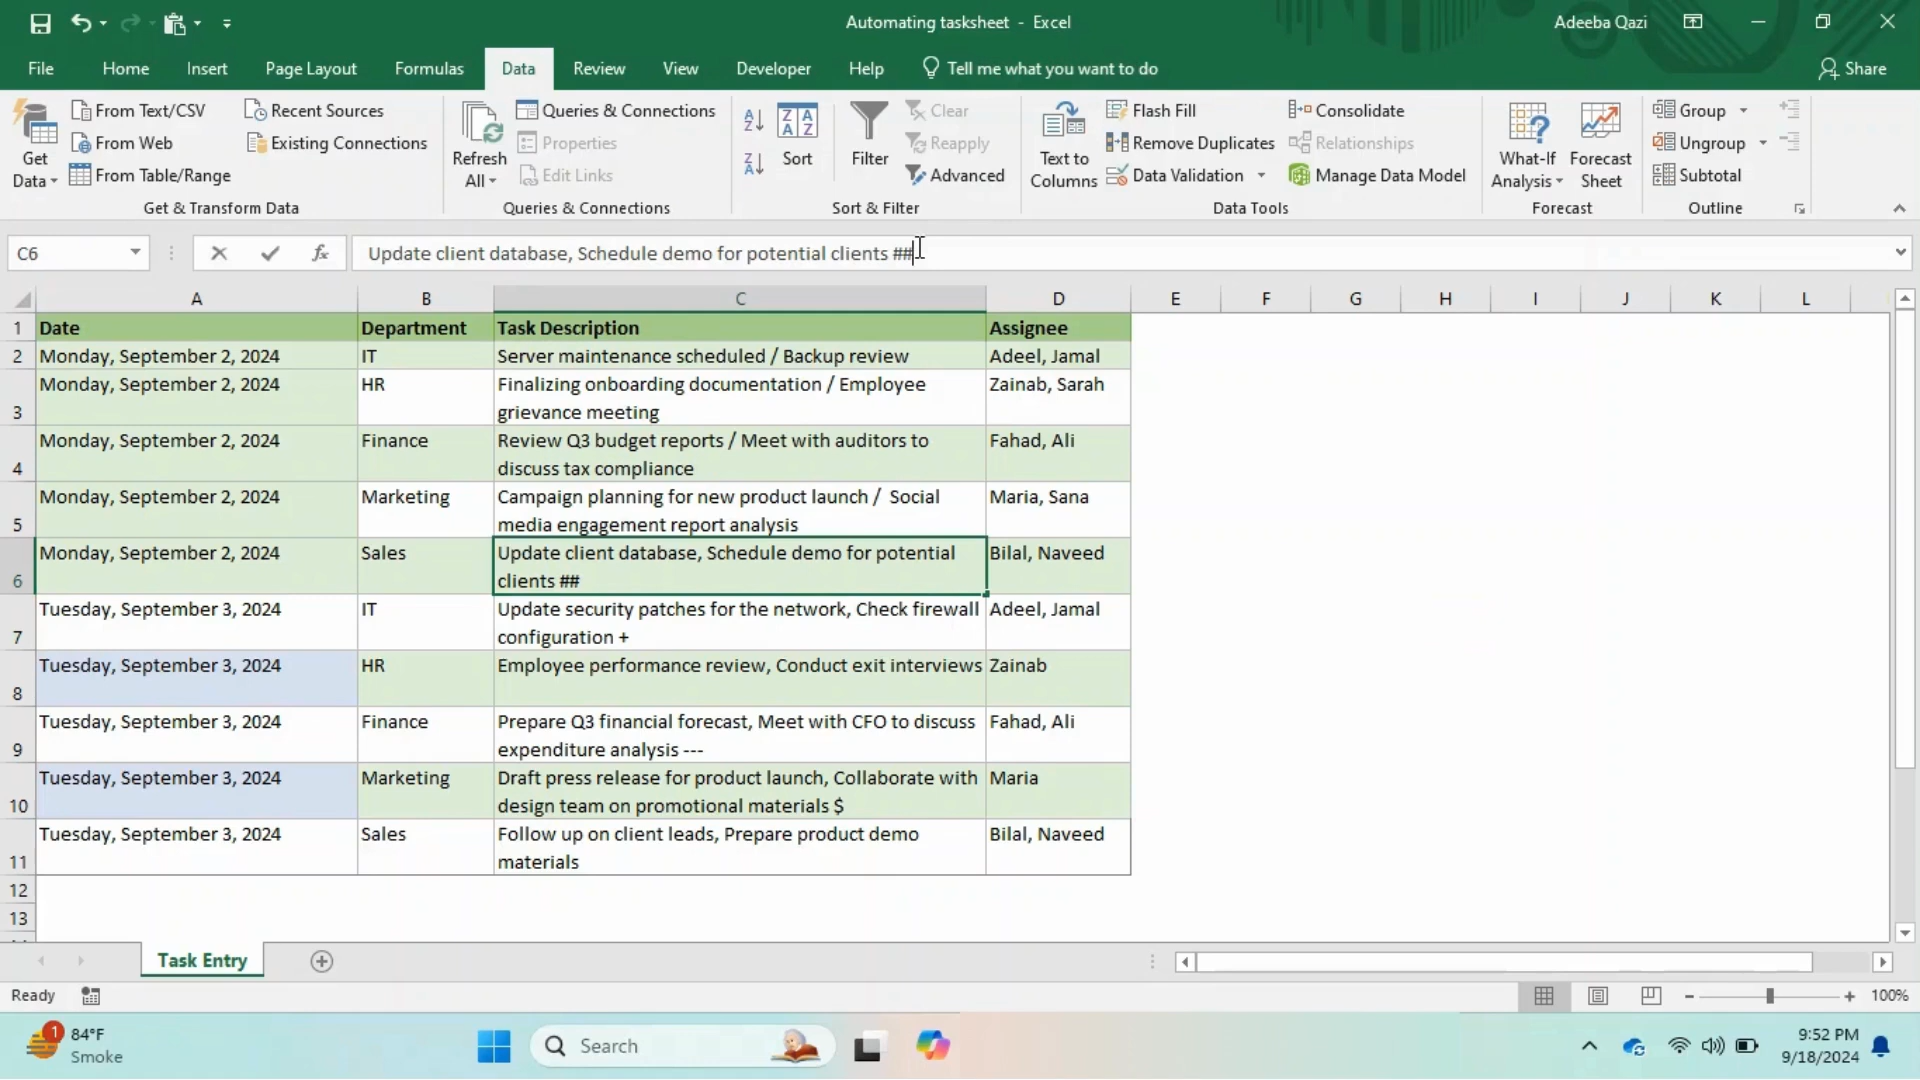 Automating tasksheet - Excel
Adeeba Qazi
File Home Insert Page Layout Formulas Data Review View Developer Help Tell me what you want to do Share
Get Data
From Text/CSV
From Web
From Table/Range
Recent Sources
Existing Connections
Get & Transform Data
Refresh All
Queries & Connections
Properties
Edit Links
Queries & Connections
Sort
Filter
Clear
Reapply
Advanced
Sort & Filter
Text to Columns
Flash Fill
Remove Duplicates
Data Validation
Consolidate
Relationships
Manage Data Model
Data Tools
What-If Analysis
Forecast Sheet
Forecast
Group
Ungroup
Subtotal
Outline
C6 fx Update client database, Schedule demo for potential clients ##
A B C D E F G H I J K L
1 Date Department Task Description Assignee
2 Monday, September 2, 2024 IT Server maintenance scheduled / Backup review Adeel, Jamal
3 Monday, September 2, 2024 HR Finalizing onboarding documentation / Employee Zainab, Sarah
grievance meeting
4 Monday, September 2, 2024 Finance Review Q3 budget reports / Meet with auditors to Fahad, Ali
discuss tax compliance
5 Monday, September 2, 2024 Marketing Campaign planning for new product launch / Social Maria, Sana
media engagement report analysis
6 Monday, September 2, 2024 Sales Update client database, Schedule demo for potential Bilal, Naveed
clients ##
7 Tuesday, September 3, 2024 IT Update security patches for the network, Check firewall Adeel, Jamal
configuration +
8 Tuesday, September 3, 2024 HR Employee performance review, Conduct exit interviews Zainab
9 Tuesday, September 3, 2024 Finance Prepare Q3 financial forecast, Meet with CFO to discuss Fahad, Ali
expenditure analysis ---
10 Tuesday, September 3, 2024 Marketing Draft press release for product launch, Collaborate with Maria
design team on promotional materials $
11 Tuesday, September 3, 2024 Sales Follow up on client leads, Prepare product demo Bilal, Naveed
materials
12
13
Task Entry
Ready
100%
1
84°F
Smoke
Search
9:52 PM
9/18/2024